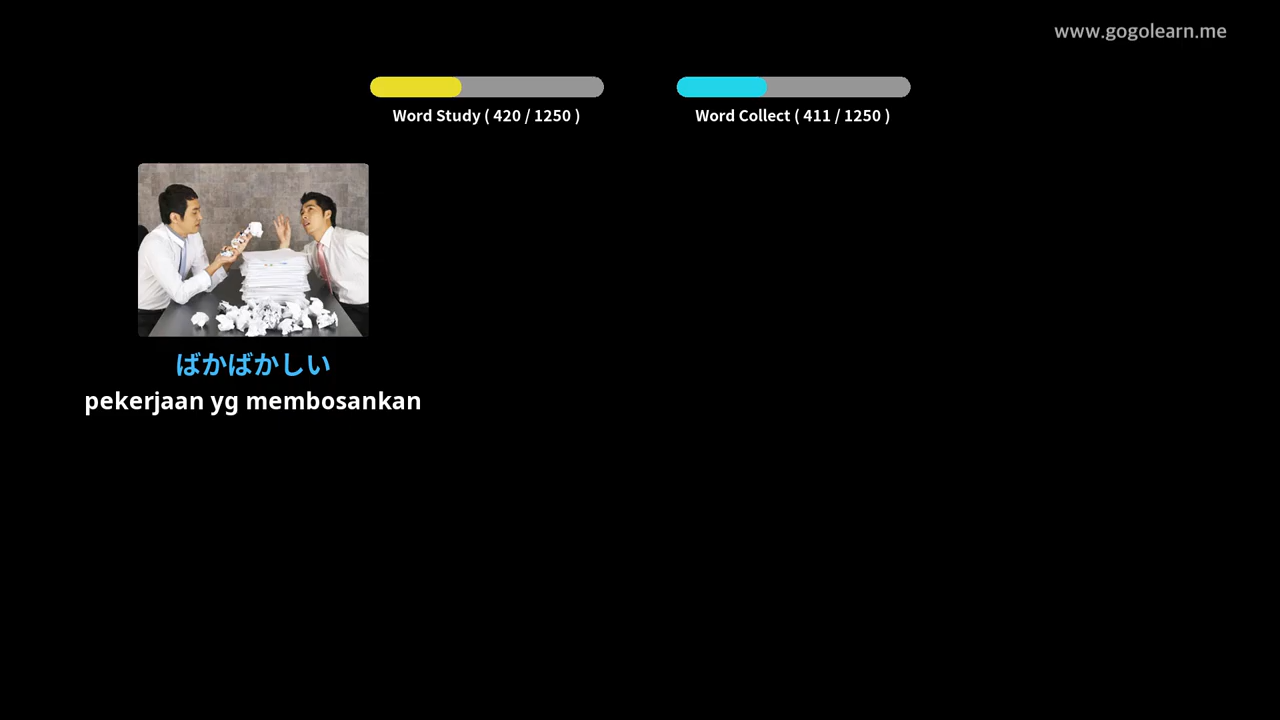 www.gogolearn.me
Word Study ( 420 / 1250 )
Word Collect ( 411 / 1250 )
ばかばかしい
pekerjaan yg membosankan